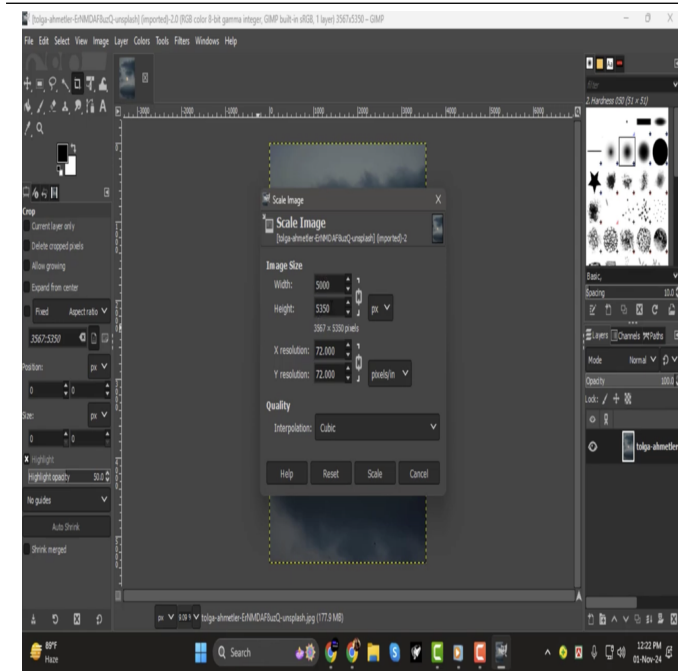 [tolga-ahmetler-ErNMDAF8uzQ-unsplash] (imported)-2.0 (RGB color 8-bit gamma integer, GIMP built-in sRGB, 1 layer) 3567x5350 – GIMP
File Edit Select View Image Layer Colors Tools Filters Windows Help
filter
2. Hardness 050 (51 × 51)
Crop
Current layer only
Delete cropped pixels
Allow growing
Expand from center
Fixed Aspect ratio
3567:5350
Position: px
0 0
Size: px
0 0
Highlight
Highlight opacity 50.0
No guides
Auto Shrink
Shrink merged
Scale Image X
Scale Image
[tolga-ahmetler-ErNMDAF8uzQ-unsplash] (imported)-2
Image Size
Width: 5000
Height: 5350 px
3567 × 5350 pixels
X resolution: 72.000
Y resolution: 72.000 pixels/in
Quality
Interpolation: Cubic
Help Reset Scale Cancel
Basic,
Spacing 10.0
Layers Channels Paths
Mode Normal
Opacity 100.0
Lock:
tolga-ahmetler
px 9.09 % tolga-ahmetler-ErNMDAF8uzQ-unsplash.jpg (177.9 MB)
89°F
Haze
Search
12:22 PM
01-Nov-24